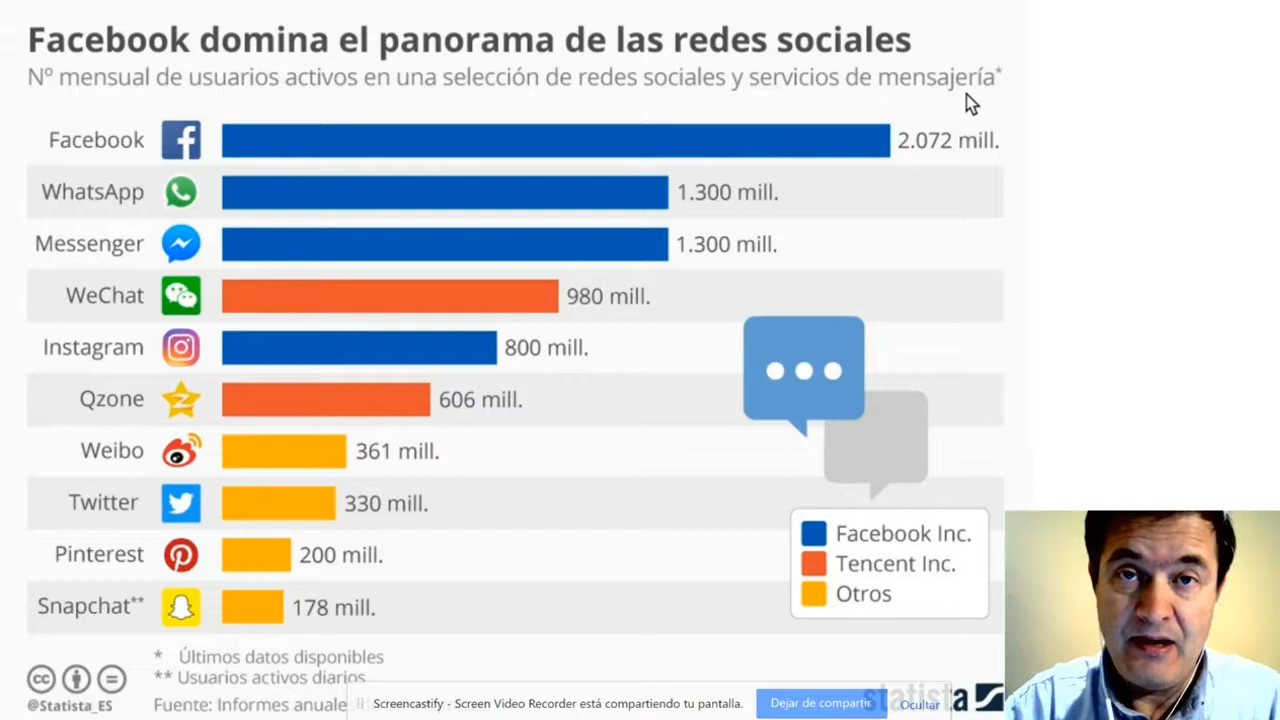 Facebook domina el panorama de las redes sociales
Nº mensual de usuarios activos en una selección de redes sociales y servicios de mensajería*
Facebook 2.072 mill.
WhatsApp 1.300 mill.
Messenger 1.300 mill.
WeChat 980 mill.
Instagram 800 mill.
Qzone 606 mill.
Weibo 361 mill.
Twitter 330 mill.
Pinterest 200 mill.
Snapchat** 178 mill.
Facebook Inc.
Tencent Inc.
Otros
* Últimos datos disponibles
** Usuarios activos diarios
@Statista_ES
Fuente: Informes anuale
statista
Screencastify - Screen Video Recorder está compartiendo tu pantalla.
Dejar de compartir
Ocultar